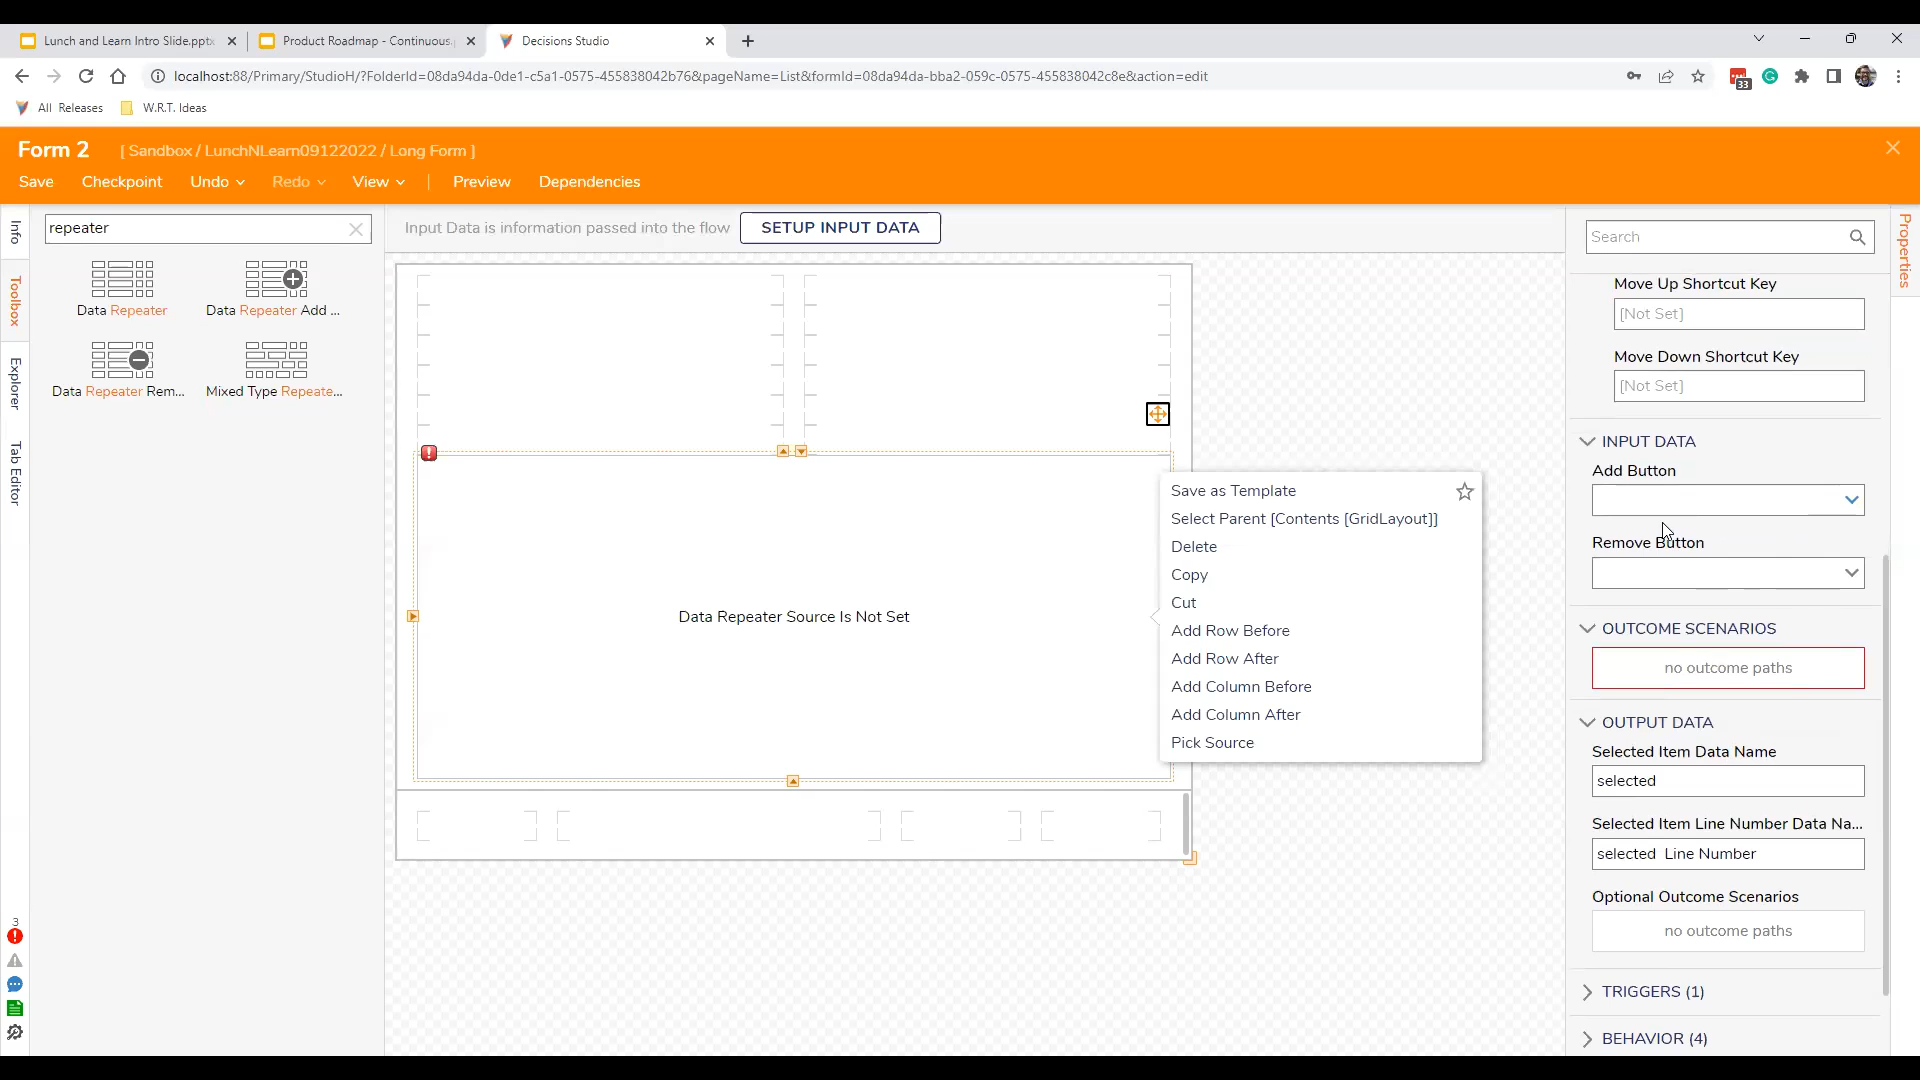 Lunch and Learn Intro Slide.pptx
Product Roadmap - Continuous
Decisions Studio
localhost:88/Primary/StudioH/?FolderId=08da94da-0de1-c5a1-0575-455838042b76&pageName=List&formId=08da94da-bba2-059c-0575-455838042c8e&action=edit
33
All Releases
W.R.T. Ideas
Form 2
[ Sandbox / LunchNLearn09122022 / Long Form ]
Save
Checkpoint
Undo
Redo
View
Preview
Dependencies
Info
Toolbox
Explorer
Tab Editor
3
repeater
Data Repeater
Data Repeater Add ...
Data Repeater Rem...
Mixed Type Repeate...
Input Data is information passed into the flow
SETUP INPUT DATA
Data Repeater Source Is Not Set
Save as Template
Select Parent [Contents [GridLayout]]
Delete
Copy
Cut
Add Row Before
Add Row After
Add Column Before
Add Column After
Pick Source
Properties
Search
Move Up Shortcut Key
[Not Set]
Move Down Shortcut Key
[Not Set]
INPUT DATA
Add Button
Remove Button
OUTCOME SCENARIOS
no outcome paths
OUTPUT DATA
Selected Item Data Name
selected
Selected Item Line Number Data Na...
selected Line Number
Optional Outcome Scenarios
no outcome paths
TRIGGERS (1)
BEHAVIOR (4)